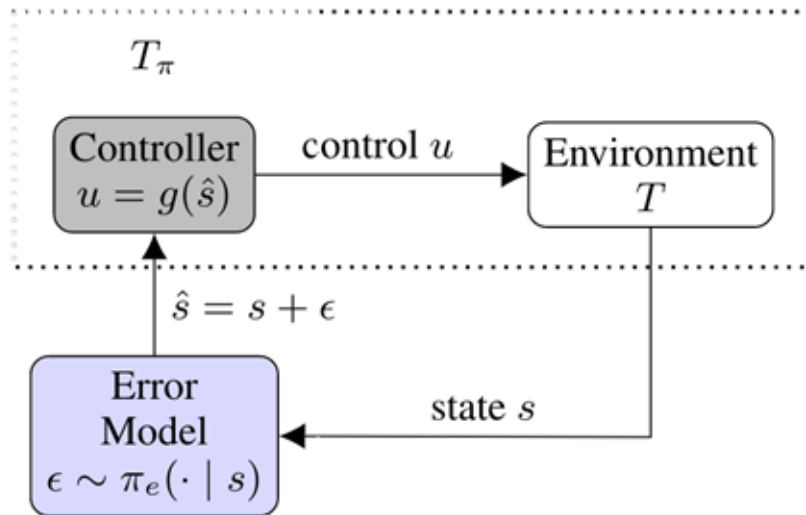 T_π
Controller
u = g(ŝ)
control u
Environment
T
ŝ = s + ϵ
Error
Model
ϵ ∼ π_e(· | s)
state s